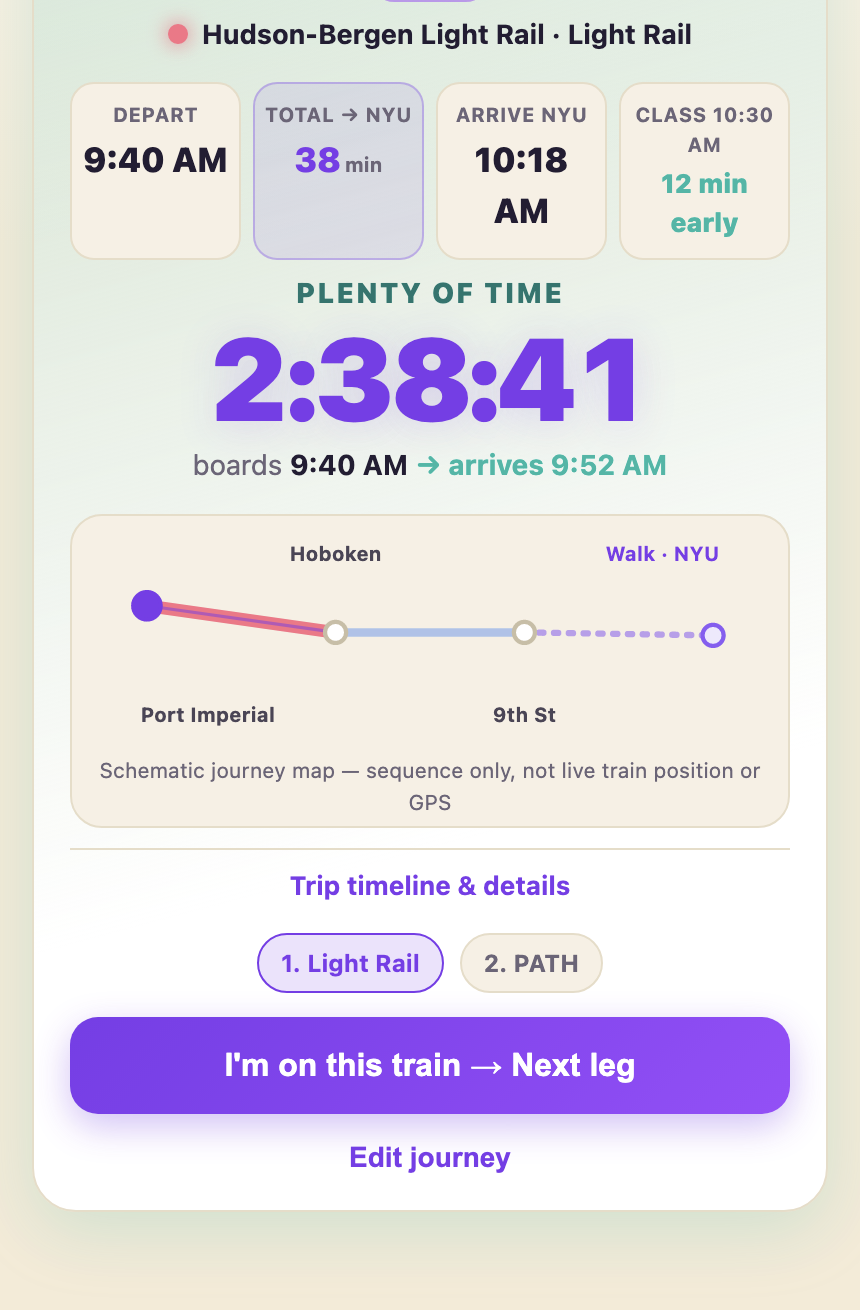 Hudson-Bergen Light Rail · Light Rail
DEPART
9:40 AM
TOTAL → NYU
38 min
ARRIVE NYU
10:18
AM
CLASS 10:30
AM
12 min
early
PLENTY OF TIME
2:38:41
boards 9:40 AM → arrives 9:52 AM
Hoboken
Walk · NYU
Port Imperial
9th St
Schematic journey map — sequence only, not live train position or
GPS
Trip timeline & details
1. Light Rail
2. PATH
I'm on this train → Next leg
Edit journey